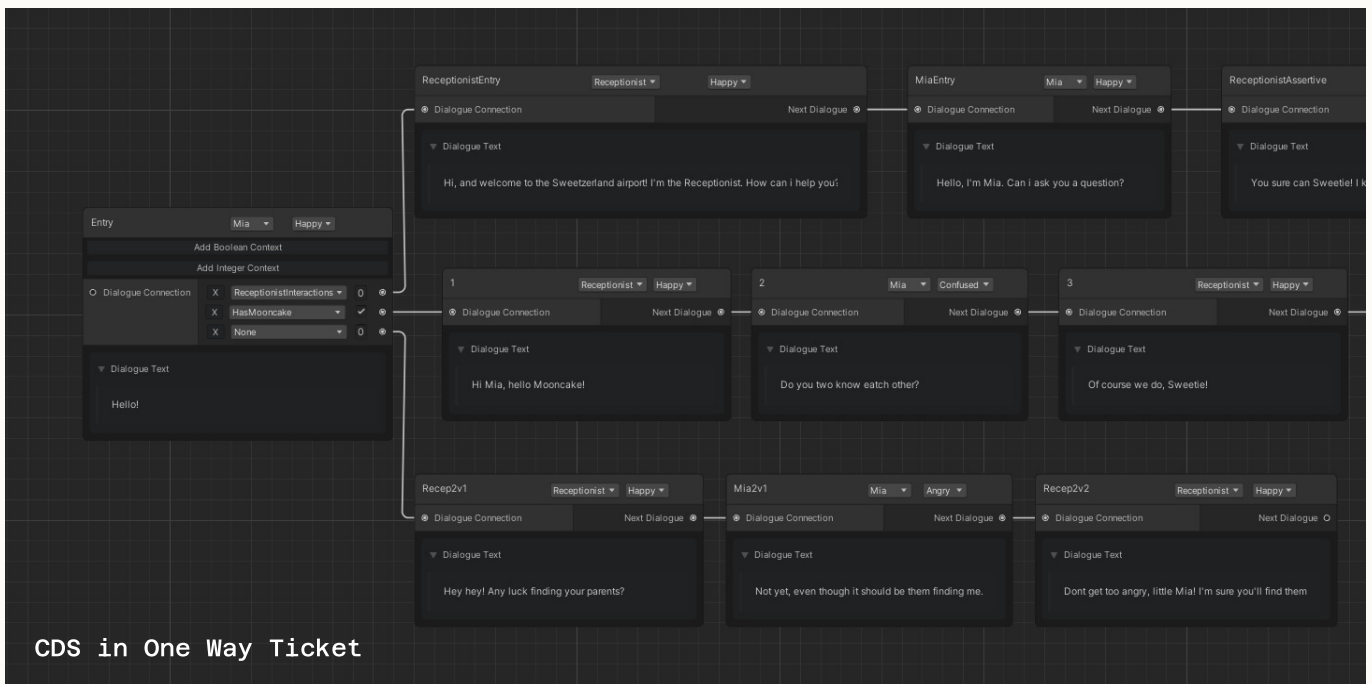 ReceptionistEntry Receptionist Happy
Dialogue Connection Next Dialogue
Dialogue Text
Hi, and welcome to the Sweetzerland airport! I'm the Receptionist. How can i help you?
MiaEntry Mia Happy
Dialogue Connection Next Dialogue
Dialogue Text
Hello, I'm Mia. Can i ask you a question?
ReceptionistAssertive
Dialogue Connection
Dialogue Text
You sure can Sweetie! I k
Entry Mia Happy
Add Boolean Context
Add Integer Context
Dialogue Connection X ReceptionistInteractions 0
X HasMooncake
X None 0
Dialogue Text
Hello!
1 Receptionist Happy
Dialogue Connection Next Dialogue
Dialogue Text
Hi Mia, hello Mooncake!
2 Mia Confused
Dialogue Connection Next Dialogue
Dialogue Text
Do you two know eatch other?
3 Receptionist Happy
Dialogue Connection Next Dialogue
Dialogue Text
Of course we do, Sweetie!
Recep2v1 Receptionist Happy
Dialogue Connection Next Dialogue
Dialogue Text
Hey hey! Any luck finding your parents?
Mia2v1 Mia Angry
Dialogue Connection Next Dialogue
Dialogue Text
Not yet, even though it should be them finding me.
Recep2v2 Receptionist Happy
Dialogue Connection Next Dialogue
Dialogue Text
Dont get too angry, little Mia! I'm sure you'll find them
CDS in One Way Ticket